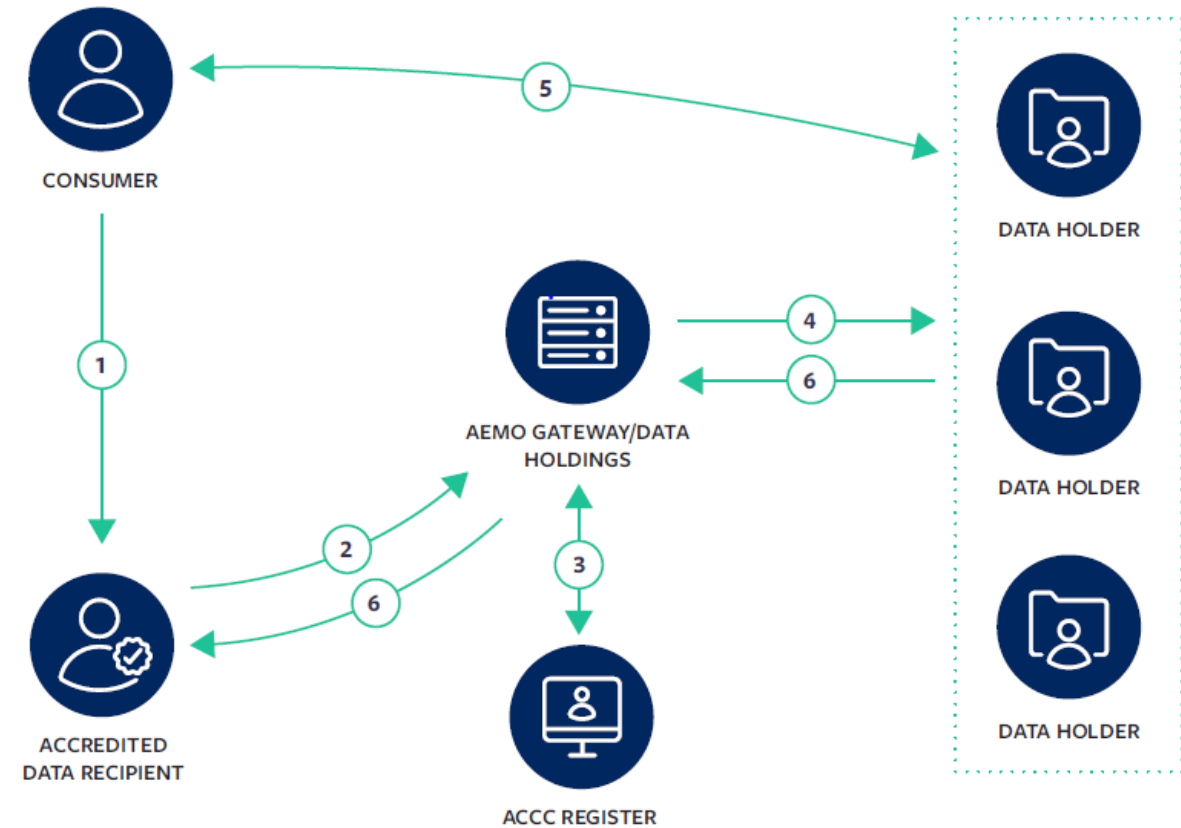 CONSUMER
5
DATA HOLDER
1
4
6
AEMO GATEWAY/DATA
HOLDINGS
DATA HOLDER
2
3
6
ACCREDITED
DATA RECIPIENT
DATA HOLDER
ACCC REGISTER